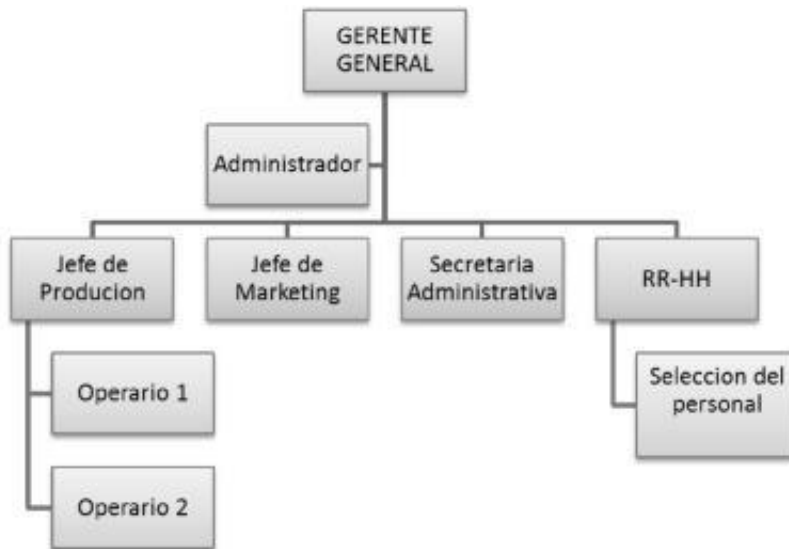 GERENTE
GENERAL
Administrador
Jefe de
Producion
Jefe de
Marketing
Secretaria
Administrativa
RR-HH
Operario 1
Seleccion del
personal
Operario 2